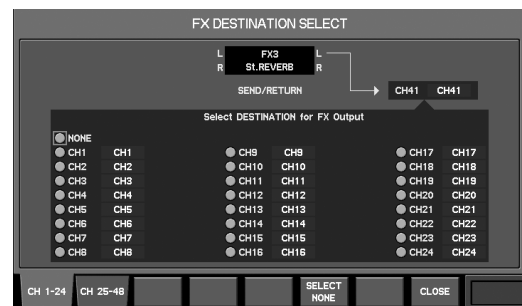 FX DESTINATION SELECT
L FX3 L
R St.REVERB R
SEND/RETURN CH41 CH41
Select DESTINATION for FX Output
NONE
CH1 CH1 CH9 CH9 CH17 CH17
CH2 CH2 CH10 CH10 CH18 CH18
CH3 CH3 CH11 CH11 CH19 CH19
CH4 CH4 CH12 CH12 CH20 CH20
CH5 CH5 CH13 CH13 CH21 CH21
CH6 CH6 CH14 CH14 CH22 CH22
CH7 CH7 CH15 CH15 CH23 CH23
CH8 CH8 CH16 CH16 CH24 CH24
CH 1-24 CH 25-48 SELECT NONE CLOSE